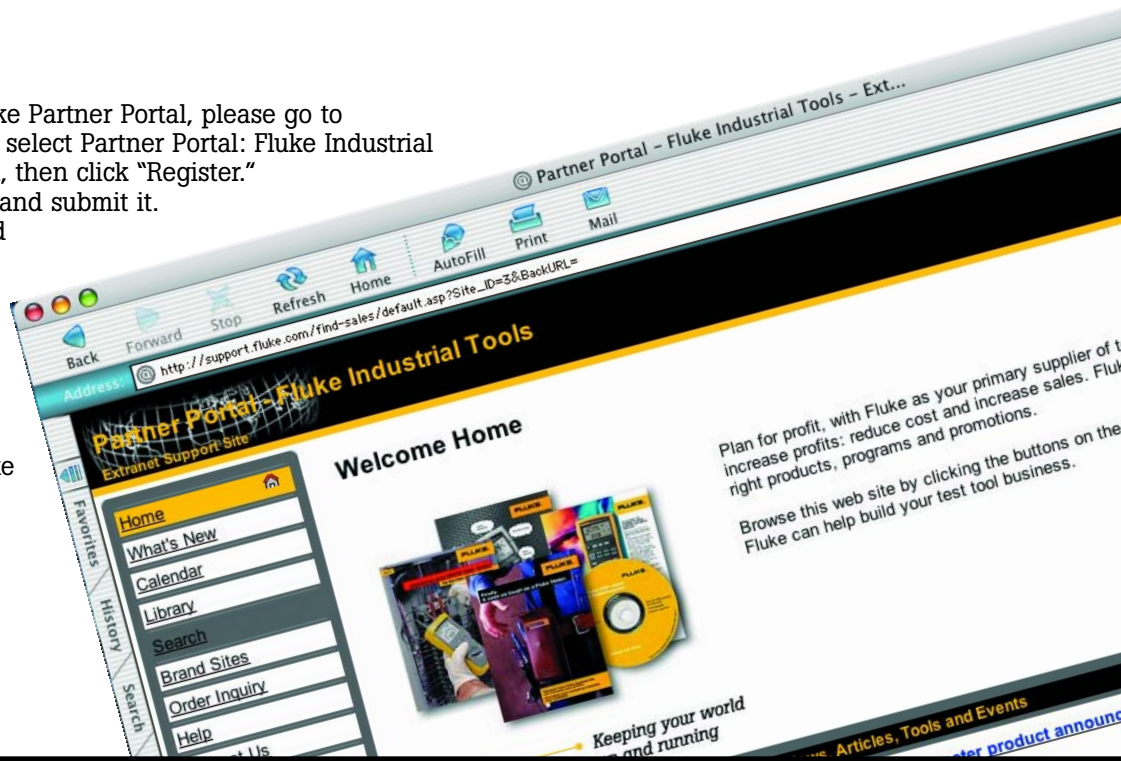 ke Partner Portal, please go to
select Partner Portal: Fluke Industrial
, then click “Register.”
and submit it.
@ Partner Portal – Fluke Industrial Tools – Ext...
Back
Forward
Stop
Refresh
Home
AutoFill
Print
Mail
Address:
@ http://support.fluke.com/find-sales/default.asp?Site_ID=3&BackURL=
Partner Portal - Fluke Industrial Tools
Extranet Support Site
Favorites
History
Search
Home
What's New
Calendar
Library
Search
Brand Sites
Order Inquiry
Help
Us
Welcome Home
FLUKE.
FLUKE.
FLUKE.
FLUKE.
Keeping your world
and running
Plan for profit, with Fluke as your primary supplier of t
increase profits: reduce cost and increase sales. Fluk
right products, programs and promotions.
Browse this web site by clicking the buttons on the
Fluke can help build your test tool business.
Articles, Tools and Events
product announc